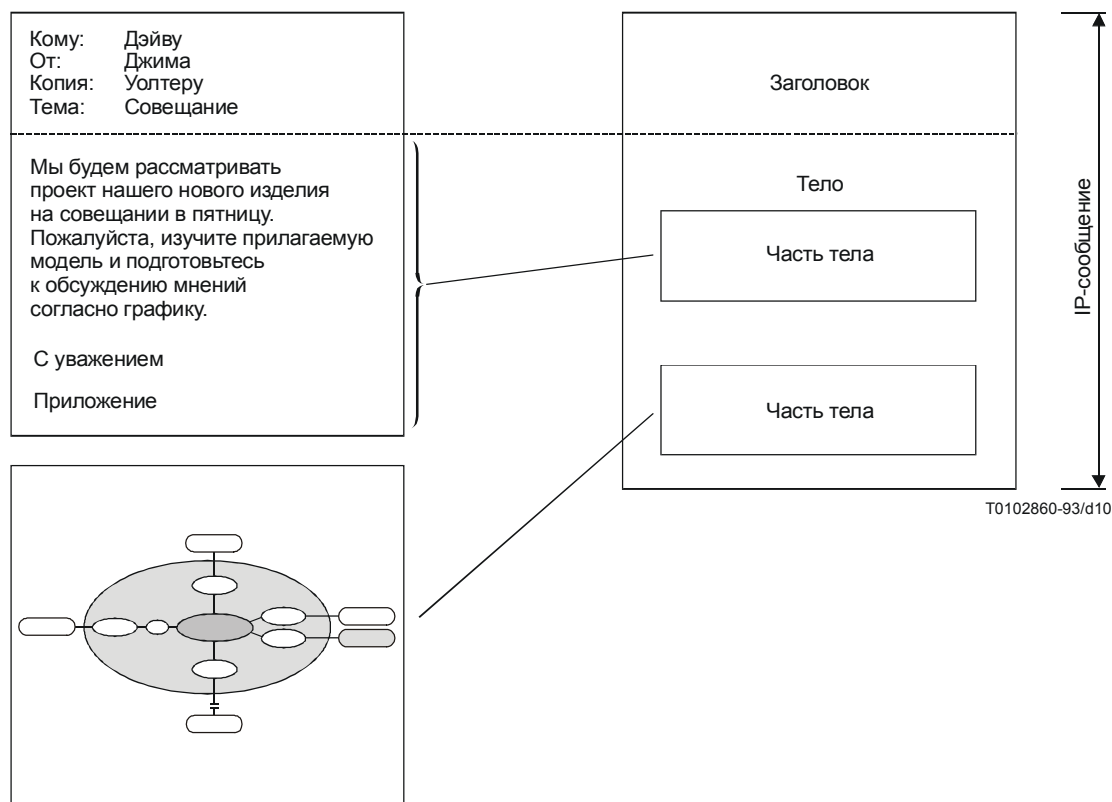 Кому: Дэйву
От: Джима
Копия: Уолтеру
Тема: Совещание
Мы будем рассматривать
проект нашего нового изделия
на совещании в пятницу.
Пожалуйста, изучите прилагаемую
модель и подготовьтесь
к обсуждению мнений
согласно графику.
С уважением
Приложение
Заголовок
Тело
Часть тела
Часть тела
IP-сообщение
T0102860-93/d10